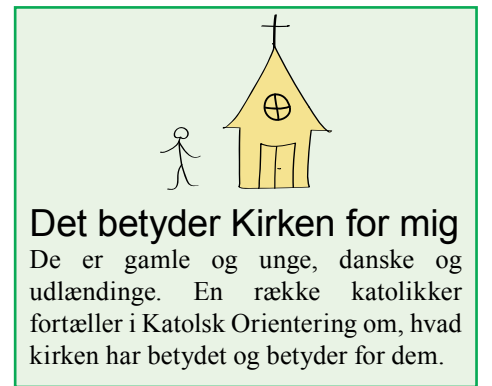 Det betyder Kirken for mig
De er gamle og unge, danske og
udlændinge. En række katolikker
fortæller i Katolsk Orientering om, hvad
kirken har betydet og betyder for dem.